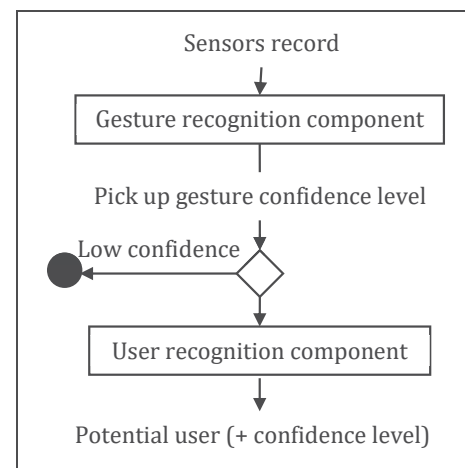 Sensors record
Gesture recognition component
Pick up gesture confidence level
Low confidence
User recognition component
Potential user (+ confidence level)